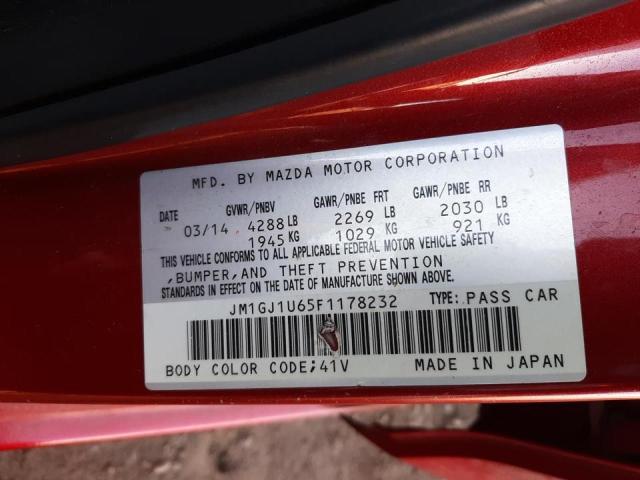 MFD. BY MAZDA MOTOR CORPORATION
GVWR/PNBV GAWR/PNBE FRT GAWR/PNBE RR
03/14 4288 LB 2269 LB 2030 LB
1945 KG 1029 KG 921 KG
THIS VEHICLE CONFORMS TO ALL APPLICABLE FEDERAL MOTOR VEHICLE SAFETY
,BUMPER,AND THEFT PREVENTION
STANDARDS IN EFFECT ON THE DATE OF MANUFACTURE SHOWN ABOVE.
JM1GJ1U65F1178232 TYPE: PASS CAR
BODY COLOR CODE;41V MADE IN JAPAN